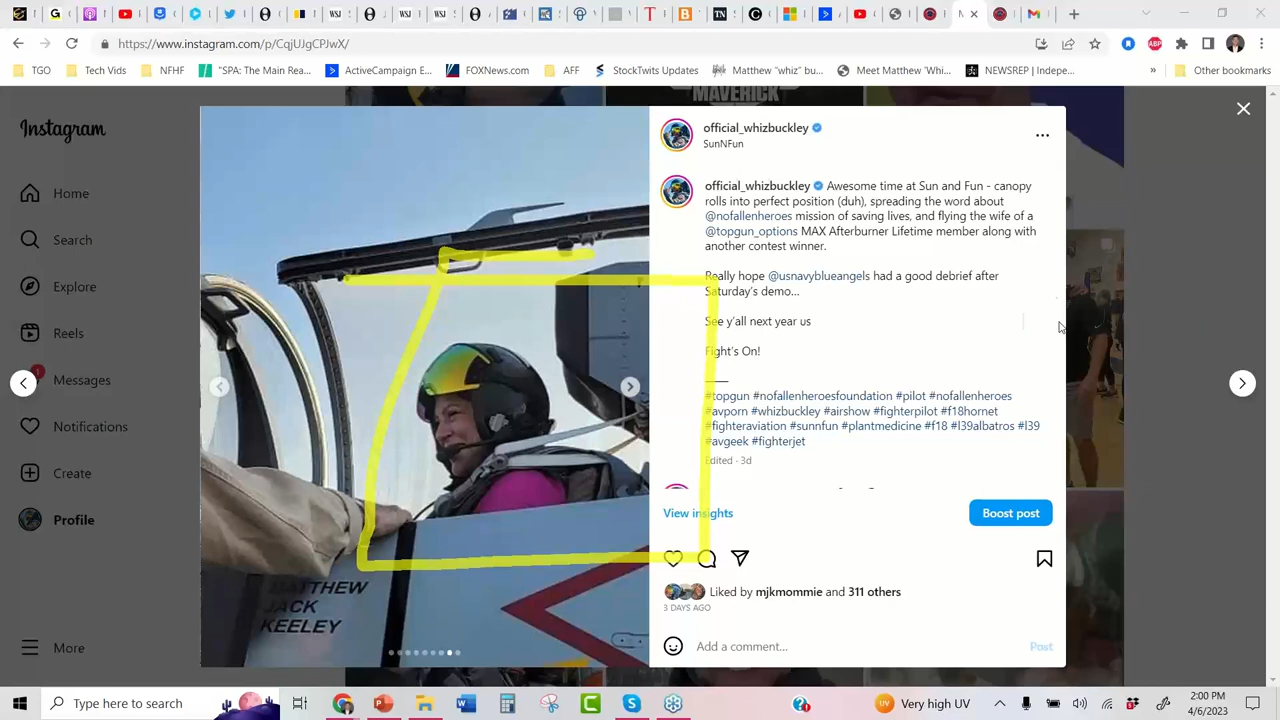 https://www.instagram.com/p/CqjUJgCPJwX/
TGO
Tech Vids
NFHF
"SPA: The Main Rea...
ActiveCampaign E...
FOXNews.com
AFF
StockTwits Updates
Matthew "whiz" bu...
Meet Matthew 'Whi...
NEWSREP | Indepe...
»
Other bookmarks
MAVERICK
Instagram
Home
Search
Explore
Reels
1
Messages
Notifications
Create
Profile
More
MATTHEW
JACK
KEELEY
official_whizbuckley
SunNFun
official_whizbuckley Awesome time at Sun and Fun - canopy
rolls into perfect position (duh), spreading the word about
@nofallenheroes mission of saving lives, and flying the wife of a
@topgun_options MAX Afterburner Lifetime member along with
another contest winner.
Really hope @usnavyblueangels had a good debrief after
Saturday's demo...
See y'all next year us
Fight's On!
#topgun #nofallenheroesfoundation #pilot #nofallenheroes
#avporn #whizbuckley #airshow #fighterpilot #f18hornet
#fighteraviation #sunnfun #plantmedicine #f18 #l39albatros #l39
#avgeek #fighterjet
Edited · 3d
View insights
Boost post
Liked by mjkmommie and 311 others
3 DAYS AGO
Add a comment...
Post
Type here to search
Very high UV
2:00 PM
4/6/2023